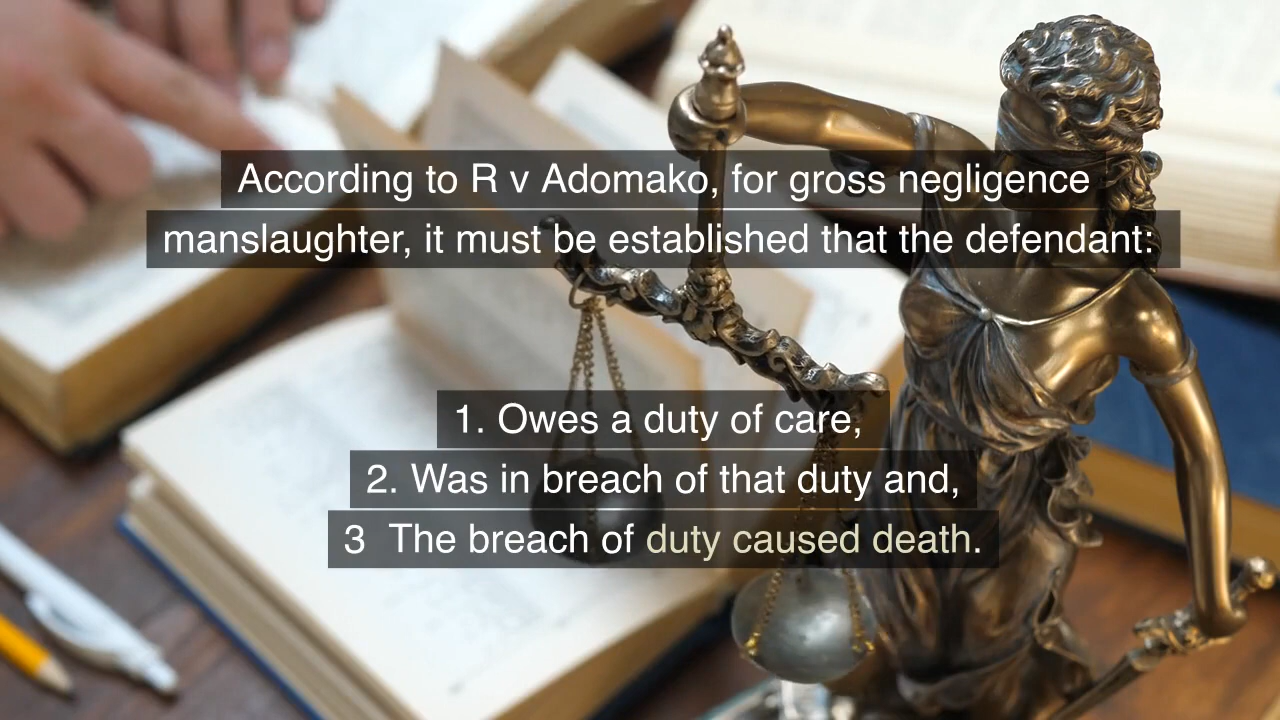 According to R v Adomako, for gross negligence
manslaughter, it must be established that the defendant:
1. Owes a duty of care,
2. Was in breach of that duty and,
3  The breach of duty caused death.